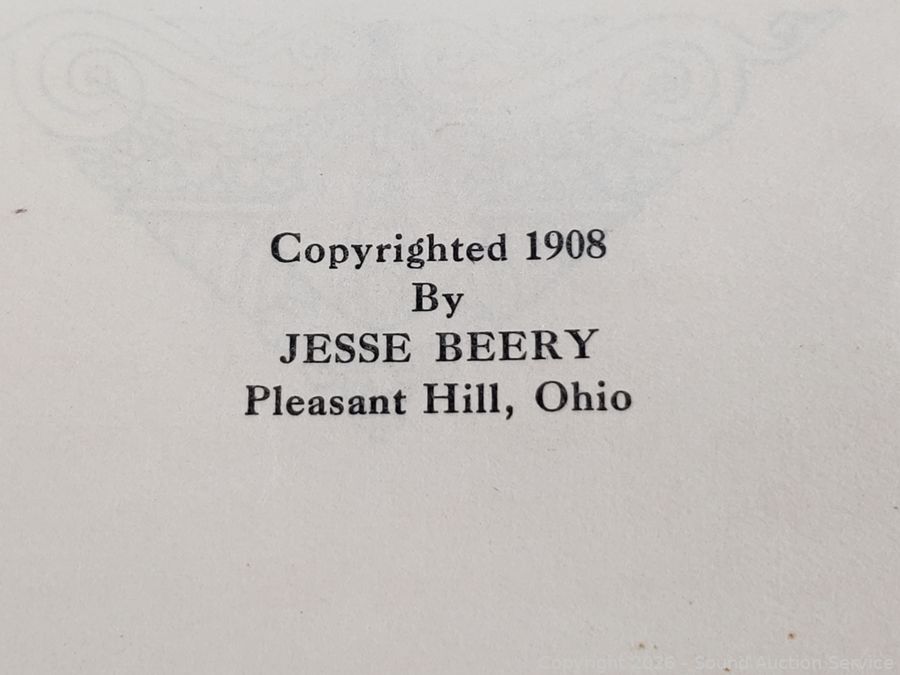 Copyrighted 1908
By
JESSE BEERY
Pleasant Hill, Ohio
Copyright 2026 - Sound Auction Service